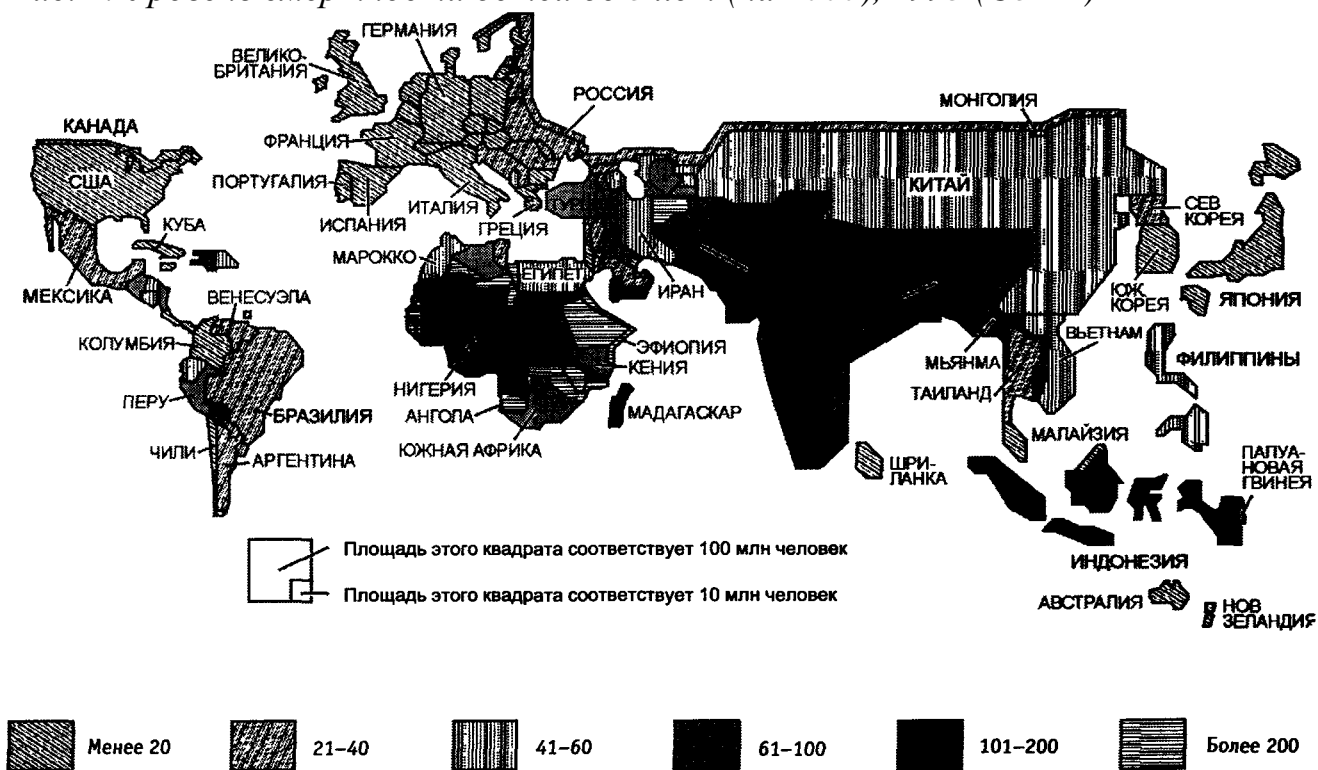 ГЕРМАНИЯ
ВЕЛИКО-
БРИТАНИЯ
РОССИЯ
МОНГОЛИЯ
КАНАДА
ФРАНЦИЯ
США
ПОРТУГАЛИЯ
КИТАЙ
ИСПАНИЯ
ИТАЛИЯ
ГРЕЦИЯ
СЕВ
КОРЕЯ
КУБА
МАРОККО
ЕГИПЕТ
ИРАН
МЕКСИКА
ВЕНЕСУЭЛА
ЮЖ.
КОРЕЯ
ЯПОНИЯ
КОЛУМБИЯ
ЭФИОПИЯ
КЕНИЯ
МЬЯНМА
ВЬЕТНАМ
ФИЛИППИНЫ
НИГЕРИЯ
ТАИЛАНД
ПЕРУ
БРАЗИЛИЯ
АНГОЛА
МАДАГАСКАР
ЧИЛИ
АРГЕНТИНА
ЮЖНАЯ АФРИКА
МАЛАЙЗИЯ
ШРИ-
ЛАНКА
ПАПУА-
НОВАЯ
ГВИНЕЯ
Площадь этого квадрата соответствует 100 млн человек
ИНДОНЕЗИЯ
Площадь этого квадрата соответствует 10 млн человек
АВСТРАЛИЯ
НОВ
ЗЕЛАНДИЯ
Менее 20
21–40
41–60
61–100
101–200
Более 200